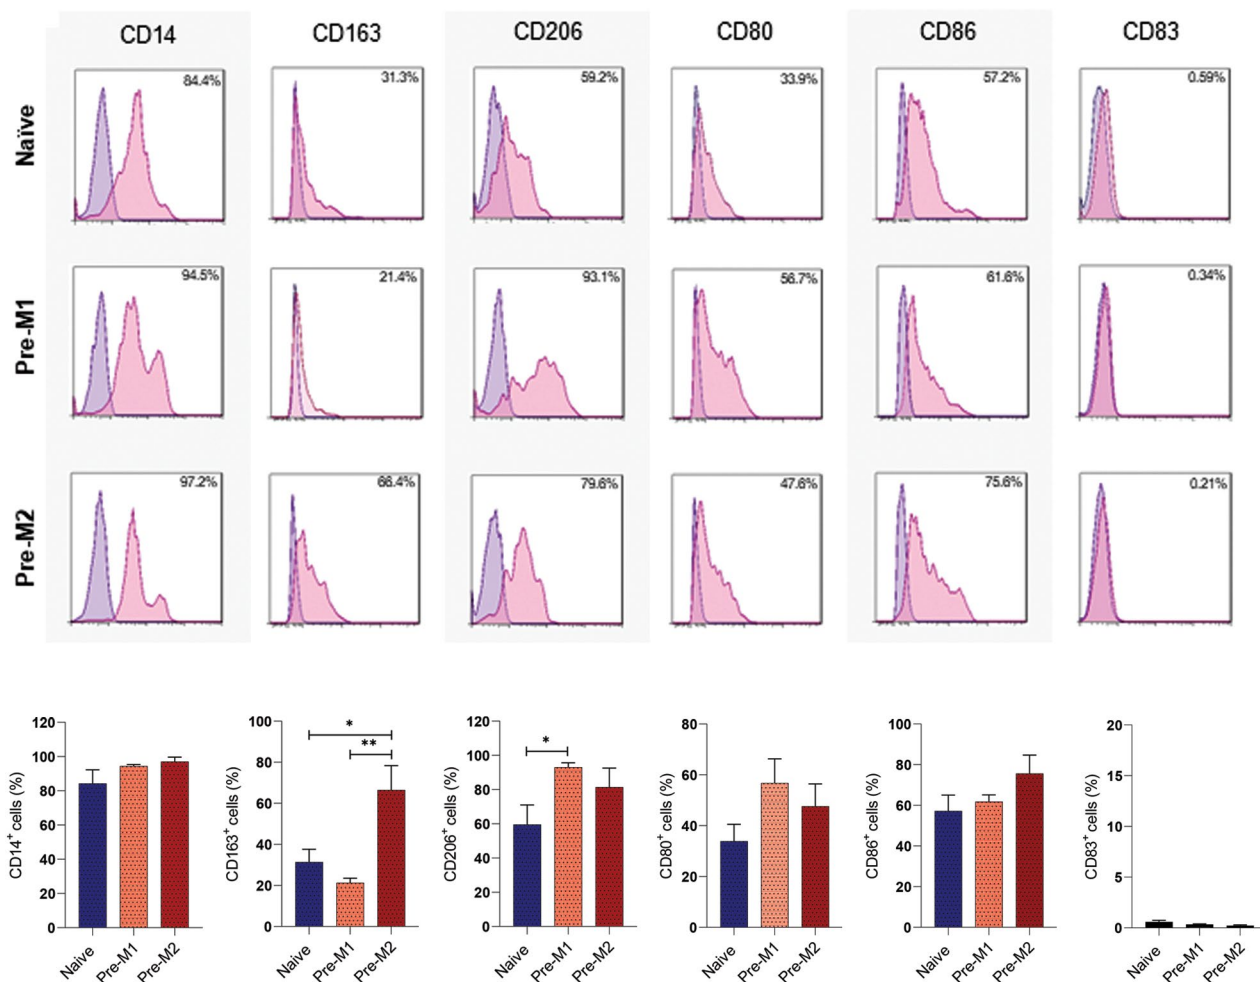 CD14 CD163 CD206 CD80 CD86 CD83
Naïve
84.4% 31.3% 59.2% 33.9% 57.2% 0.59%
Pre-M1
94.5% 21.4% 93.1% 56.7% 61.6% 0.34%
Pre-M2
97.2% 66.4% 79.6% 47.6% 75.6% 0.21%
CD14+ cells (%)
120
100
80
60
40
20
0
Naive Pre-M1 Pre-M2
CD163+ cells (%)
100
80
60
40
20
0
*
**
Naive Pre-M1 Pre-M2
CD206+ cells (%)
120
100
80
60
40
20
0
*
Naive Pre-M1 Pre-M2
CD80+ cells (%)
80
60
40
20
0
Naive Pre-M1 Pre-M2
CD86+ cells (%)
100
80
60
40
20
0
Naive Pre-M1 Pre-M2
CD83+ cells (%)
20
15
10
5
0
Naive Pre-M1 Pre-M2